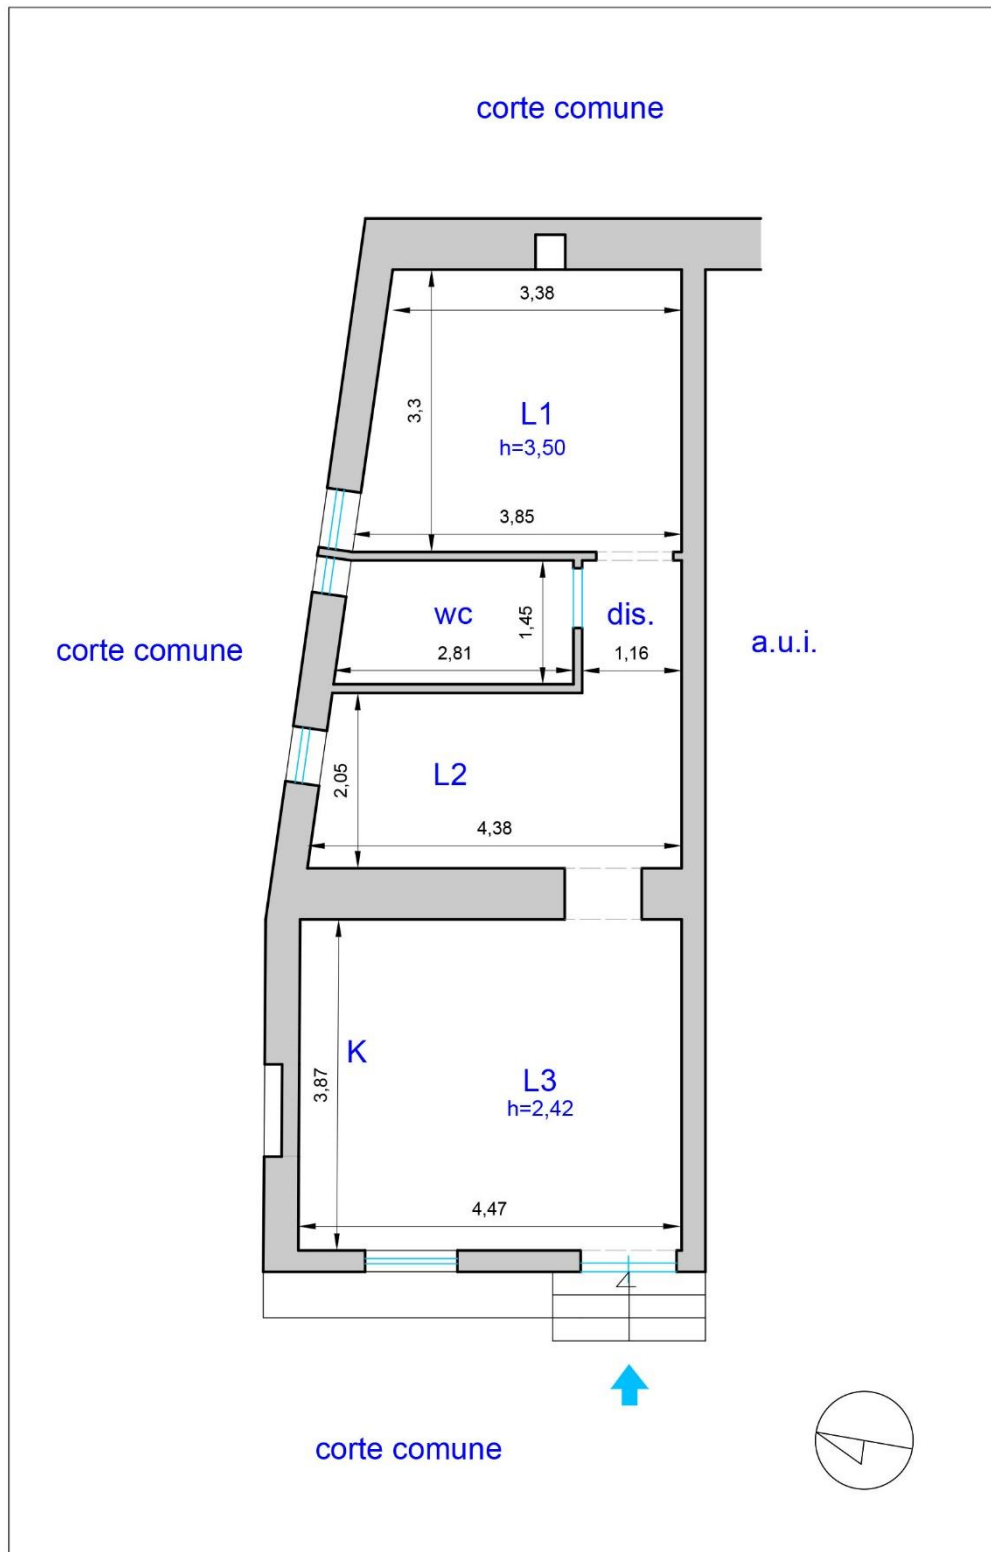 corte comune
3,38
3,3
L1
h=3,50
3,85
wc
1,45
dis.
2,81
1,16
corte comune
a.u.i.
2,05
L2
4,38
K
3,87
L3
h=2,42
4,47
corte comune